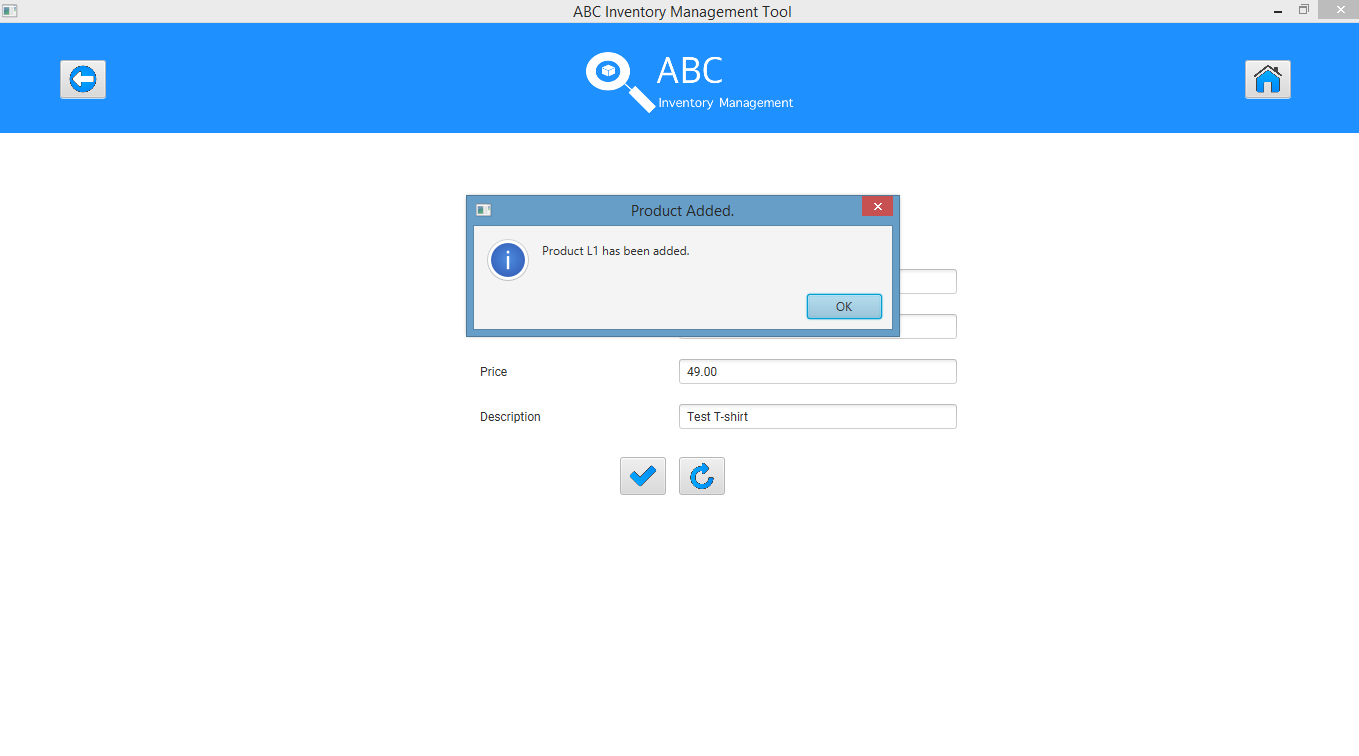 ABC Inventory Management Tool
ABC
Inventory Management
Product Added.
Product L1 has been added.
OK
Price
49.00
Description
Test T-shirt